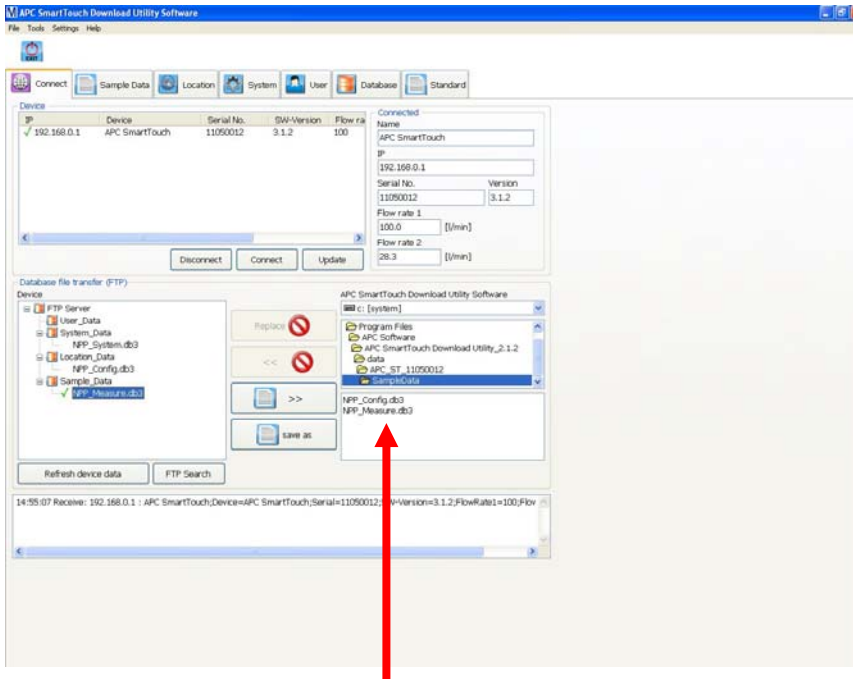 APC SmartTouch Download Utility Software
File Tools Settings Help
EXIT
Connect Sample Data Location System User Database Standard
Device
IP Device Serial No. SW-Version Flow ra
192.168.0.1 APC SmartTouch 11050012 3.1.2 100
Disconnect Connect Update
Connected
Name
APC SmartTouch
IP
192.168.0.1
Serial No. Version
11050012 3.1.2
Flow rate 1
100.0 [l/min]
Flow rate 2
28.3 [l/min]
Database file transfer (FTP)
Device
FTP Server
User_Data
System_Data
NPP_System.db3
Location_Data
NPP_Config.db3
Sample_Data
NPP_Measure.db3
Refresh device data FTP Search
Replace
<<
>>
save as
APC SmartTouch Download Utility Software
c: [system]
Program Files
APC Software
APC SmartTouch Download Utility_2.1.2
data
APC_ST_11050012
SampleData
NPP_Config.db3
NPP_Measure.db3
14:55:07 Receive: 192.168.0.1 : APC SmartTouch;Device=APC SmartTouch;Serial=11050012;SW-Version=3.1.2;FlowRate1=100;Flov